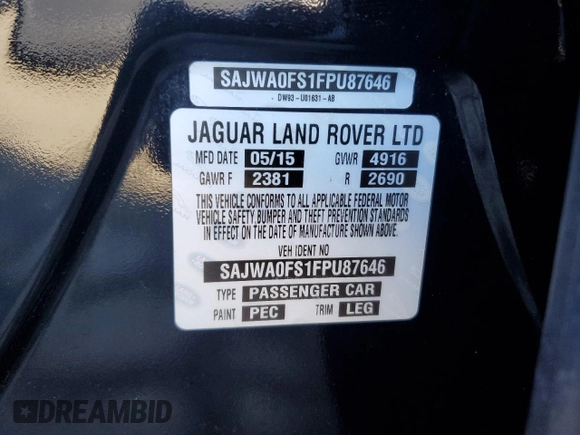 SAJWA0FS1FPU87646
DW93-U01631-AB
JAGUAR LAND ROVER LTD
MFD DATE 05/15 GVWR 4916
GAWR F 2381 R 2690
THIS VEHICLE CONFORMS TO ALL APPLICABLE FEDERAL MOTOR
VEHICLE SAFETY,BUMPER AND THEFT PREVENTION STANDARDS
IN EFFECT ON THE DATE OF MANUFACTURE SHOWN ABOVE.
VEH IDENT NO
SAJWA0FS1FPU87646
TYPE PASSENGER CAR
PAINT PEC TRIM LEG
DREAMBID